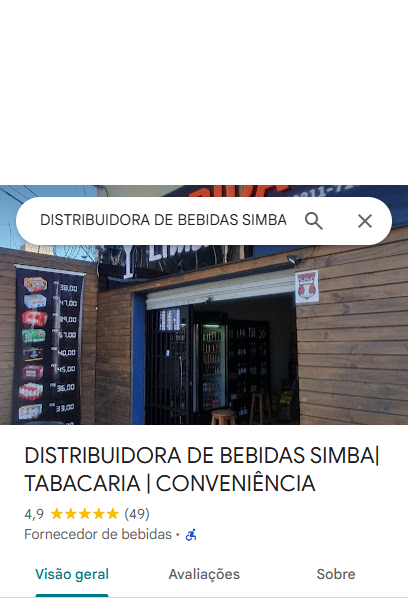 DISTRIBUIDORA DE BEBIDAS SIMBA
38,00
47,00
57,00
40,00
45,00
36,00
33,00
DISTRIBUIDORA DE BEBIDAS SIMBA|
TABACARIA | CONVENIÊNCIA
4,9 ★★★★★ (49)
Fornecedor de bebidas ·
Visão geral
Avaliações
Sobre